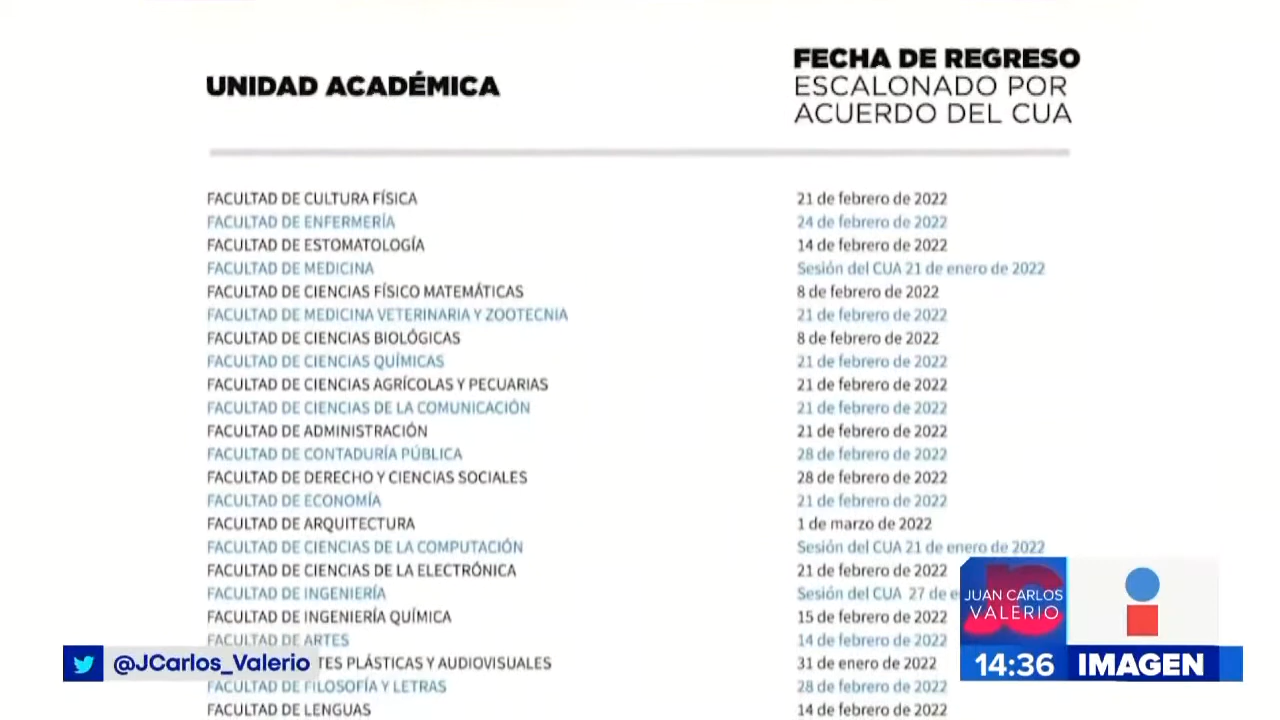 UNIDAD ACADÉMICA
FECHA DE REGRESO
ESCALONADO POR
ACUERDO DEL CUA
FACULTAD DE CULTURA FÍSICA 21 de febrero de 2022
FACULTAD DE ENFERMERÍA 24 de febrero de 2022
FACULTAD DE ESTOMATOLOGÍA 14 de febrero de 2022
FACULTAD DE MEDICINA Sesión del CUA 21 de enero de 2022
FACULTAD DE CIENCIAS FÍSICO MATEMÁTICAS 8 de febrero de 2022
FACULTAD DE MEDICINA VETERINARIA Y ZOOTECNIA 21 de febrero de 2022
FACULTAD DE CIENCIAS BIOLÓGICAS 8 de febrero de 2022
FACULTAD DE CIENCIAS QUÍMICAS 21 de febrero de 2022
FACULTAD DE CIENCIAS AGRÍCOLAS Y PECUARIAS 21 de febrero de 2022
FACULTAD DE CIENCIAS DE LA COMUNICACIÓN 21 de febrero de 2022
FACULTAD DE ADMINISTRACIÓN 21 de febrero de 2022
FACULTAD DE CONTADURÍA PÚBLICA 28 de febrero de 2022
FACULTAD DE DERECHO Y CIENCIAS SOCIALES 28 de febrero de 2022
FACULTAD DE ECONOMÍA 21 de febrero de 2022
FACULTAD DE ARQUITECTURA 1 de marzo de 2022
FACULTAD DE CIENCIAS DE LA COMPUTACIÓN Sesión del CUA 21 de enero de 2022
FACULTAD DE CIENCIAS DE LA ELECTRÓNICA 21 de febrero de 2022
FACULTAD DE INGENIERÍA Sesión del CUA 27 de
FACULTAD DE INGENIERÍA QUÍMICA 15 de febrero de 2022
FACULTAD DE ARTES 14 de febrero de 2022
PLÁSTICAS Y AUDIOVISUALES 31 de enero de 2022
FACULTAD DE FILOSOFÍA Y LETRAS 28 de febrero de 2022
FACULTAD DE LENGUAS 14 de febrero de 2022
@JCarlos_Valerio
JUAN CARLOS
VALERIO
14:36 IMAGEN